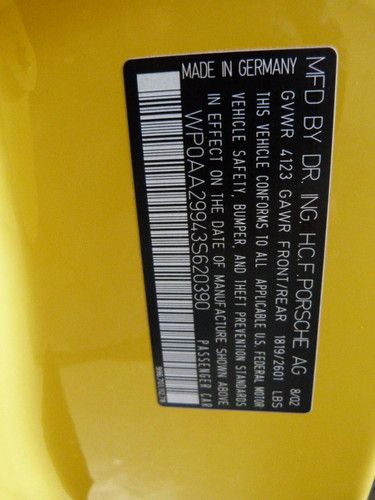 MFD BY DR. ING. H.C.F. PORSCHE AG 8/02
GVWR 4123 GAWR FRONT/REAR 1819/2601 LBS
THIS VEHICLE CONFORMS TO ALL APPLICABLE U.S. FEDERAL MOTOR
VEHICLE SAFETY, BUMPER, AND THEFT PREVENTION STANDARDS
IN EFFECT ON THE DATE OF MANUFACTURE SHOWN ABOVE
WP0AA29943S620390 PASSENGER CAR
MADE IN GERMANY